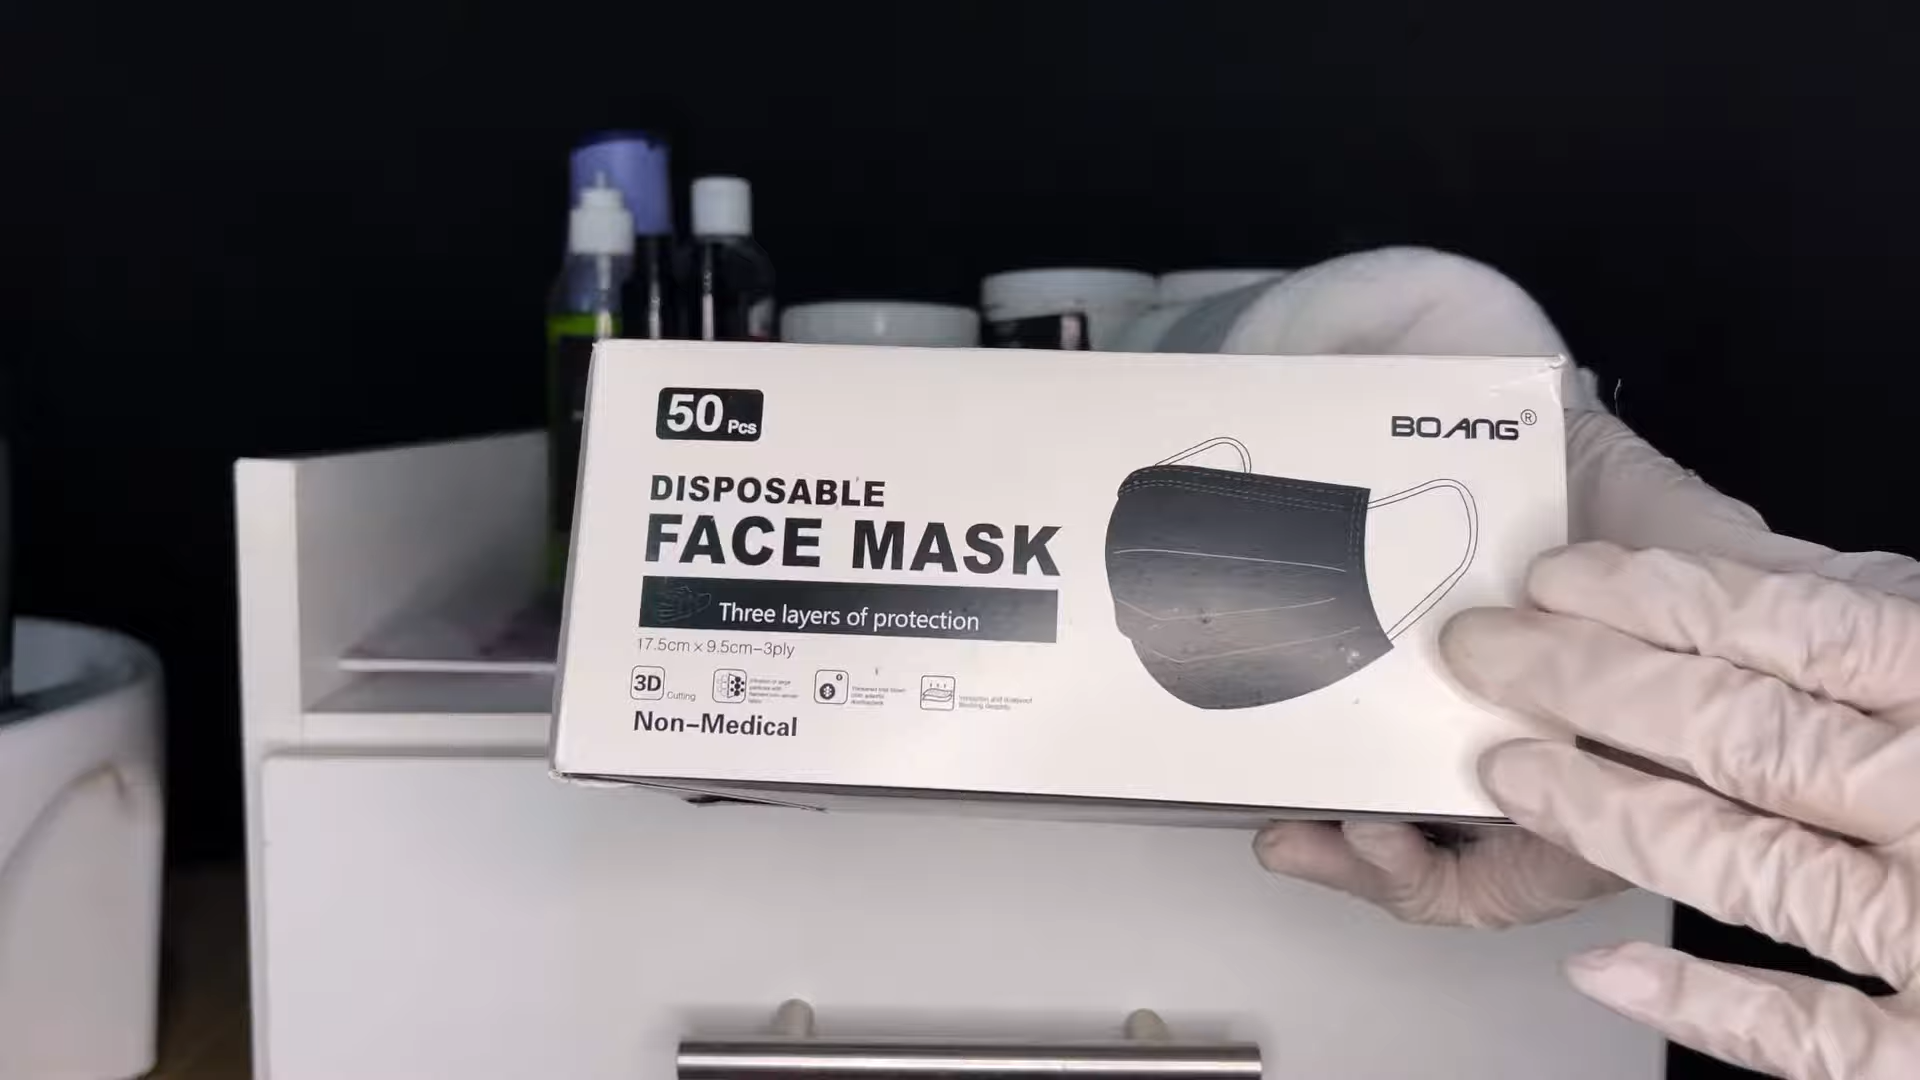 50 Pcs
BOANG®
DISPOSABLE
FACE MASK
Three layers of protection
17.5cm×9.5cm-3ply
3D Cutting
Non-Medical